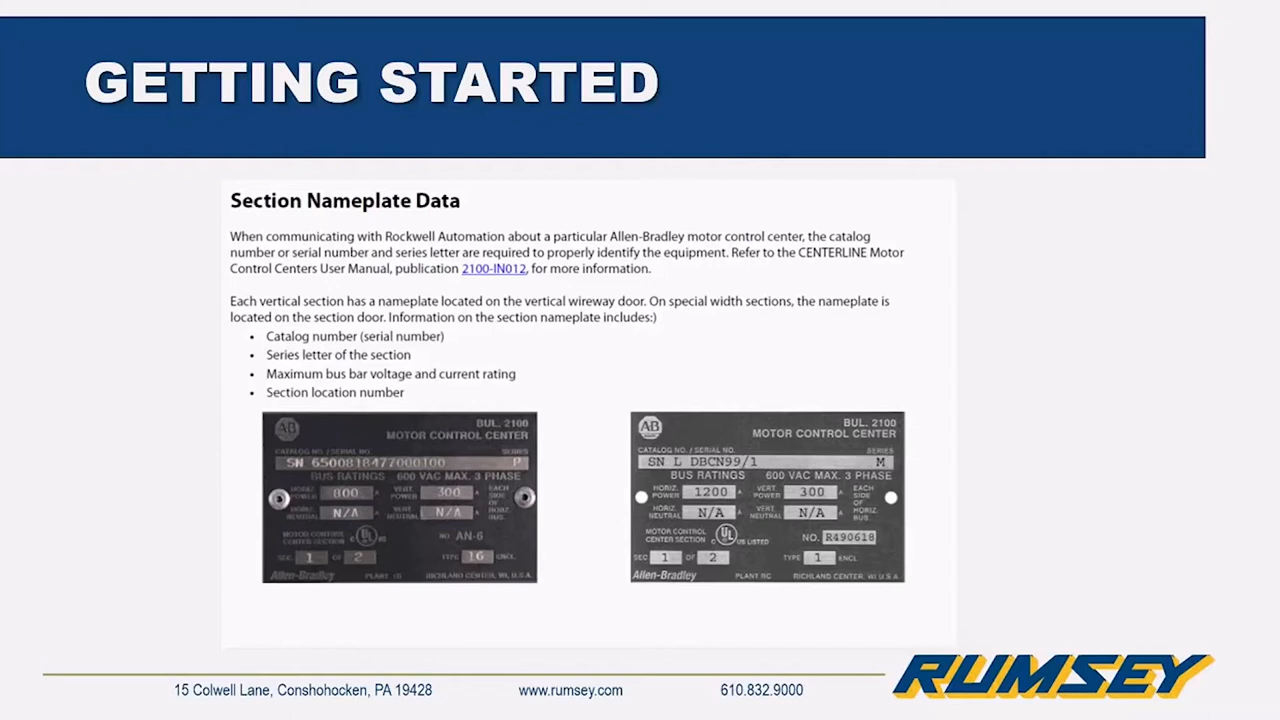 GETTING STARTED
Section Nameplate Data
When communicating with Rockwell Automation about a particular Allen-Bradley motor control center, the catalog
number or serial number and series letter are required to properly identify the equipment. Refer to the CENTERLINE Motor
Control Centers User Manual, publication 2100-IN012, for more information.
Each vertical section has a nameplate located on the vertical wireway door. On special width sections, the nameplate is
located on the section door. Information on the section nameplate includes:)
• Catalog number (serial number)
• Series letter of the section
• Maximum bus bar voltage and current rating
• Section location number
AB
BUL. 2100
MOTOR CONTROL CENTER
CATALOG NO. / SERIAL NO. SERIES
SN 6500818477000100 P
BUS RATINGS 600 VAC MAX. 3 PHASE
HORIZ. POWER 800 A VERT. POWER 300 A EACH SIDE OF HORIZ. BUS.
HORIZ. NEUTRAL N/A VERT. NEUTRAL N/A
MOTOR CONTROL CENTER SECTION C UL US NO AN-6
SEC 1 OF 2 TYPE 16 ENCL
Allen-Bradley PLANT RICHLAND CENTER, WI, U.S.A
AB
BUL. 2100
MOTOR CONTROL CENTER
CATALOG NO. / SERIAL NO. SERIES
SN L DBCN99/1 M
BUS RATINGS 600 VAC MAX. 3 PHASE
HORIZ. POWER 1200 A VERT. POWER 300 A EACH SIDE OF HORIZ. BUS.
HORIZ. NEUTRAL N/A A VERT. NEUTRAL N/A A
MOTOR CONTROL CENTER SECTION C UL US LISTED NO. R490618
SEC 1 OF 2 TYPE 1 ENCL
Allen-Bradley PLANT RC RICHLAND CENTER, WI U.S.A
15 Colwell Lane, Conshohocken, PA 19428 www.rumsey.com 610.832.9000
RUMSEY